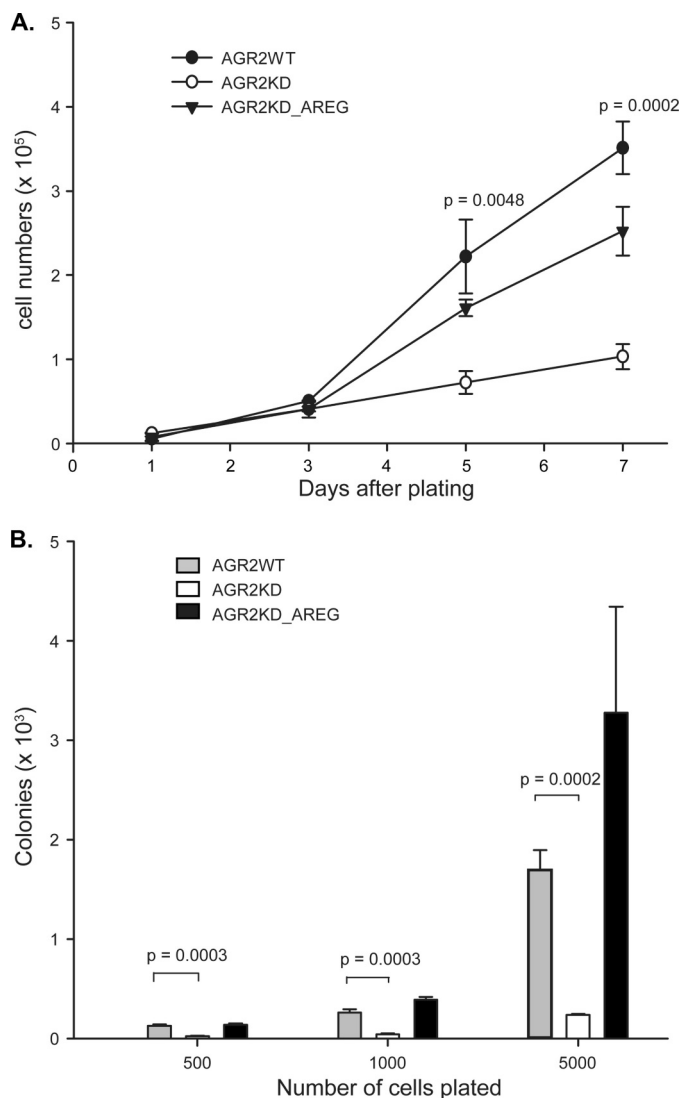 A.
5
AGR2WT
AGR2KD
AGR2KD_AREG
4
p = 0.0002
3
p = 0.0048
cell numbers (x 10⁵)
2
1
0
0 1 2 3 4 5 6 7
Days after plating
B.
5
AGR2WT
AGR2KD
AGR2KD_AREG
4
3
Colonies (x 10³)
p = 0.0002
2
1
p = 0.0003
p = 0.0003
0
500 1000 5000
Number of cells plated